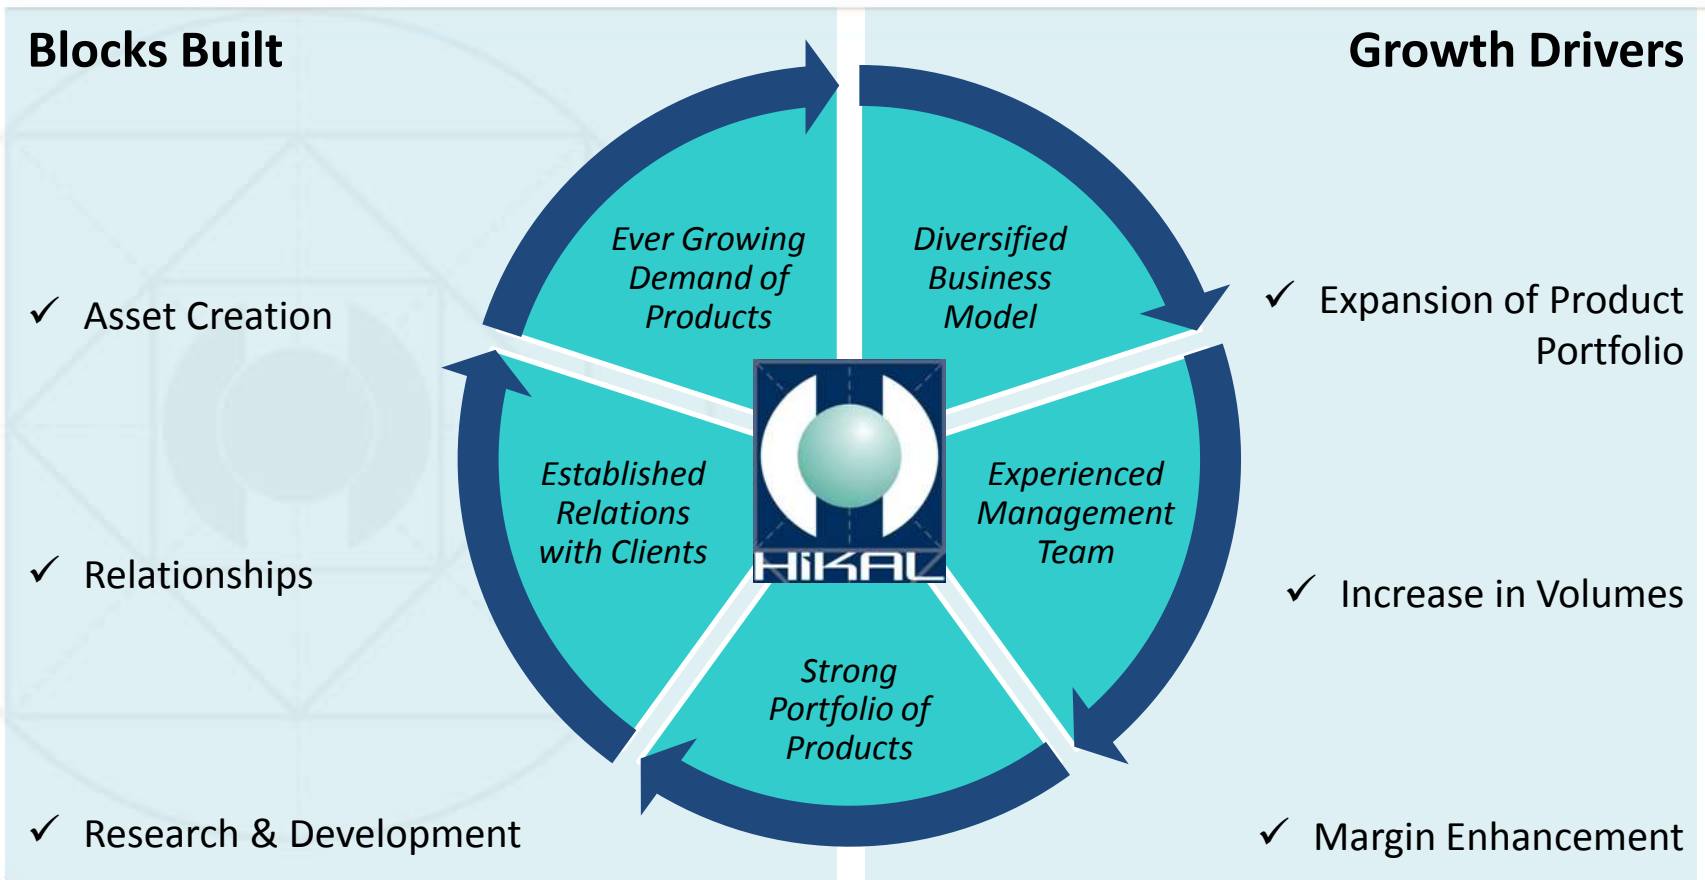 Blocks Built
Growth Drivers
Ever Growing
Demand of
Products
Diversified
Business
Model
✓ Asset Creation
✓ Expansion of Product
Portfolio
Established
Relations
with Clients
HiKAL
Experienced
Management
Team
✓ Relationships
✓ Increase in Volumes
Strong
Portfolio of
Products
✓ Research & Development
✓ Margin Enhancement